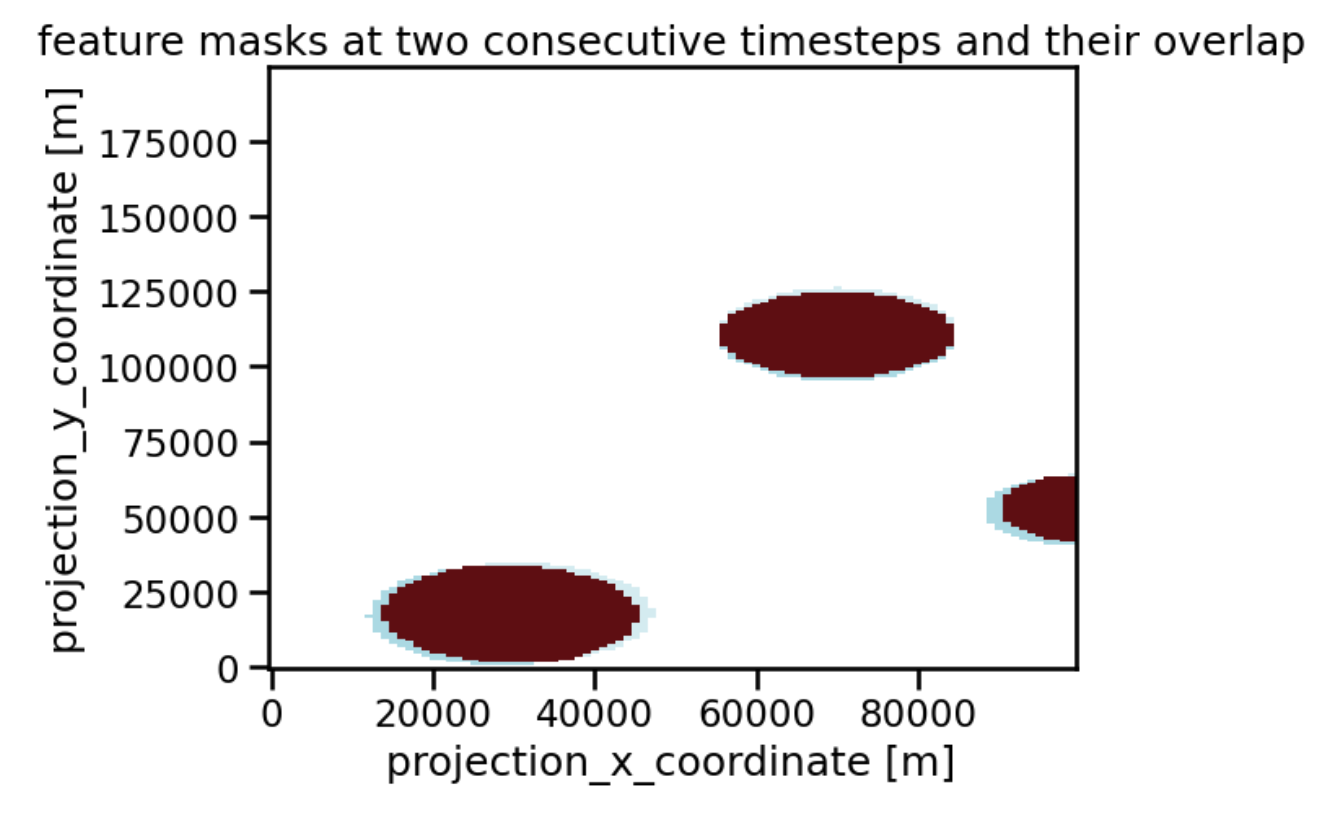 feature masks at two consecutive timesteps and their overlap
projection_y_coordinate [m]
175000
150000
125000
100000
75000
50000
25000
0
0 20000 40000 60000 80000
projection_x_coordinate [m]